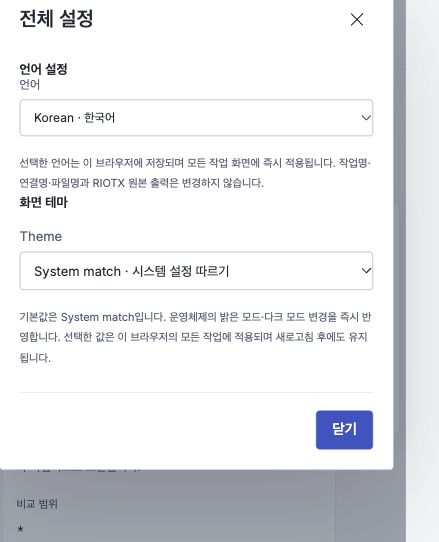 전체 설정
언어 설정
언어
Korean · 한국어
선택한 언어는 이 브라우저에 저장되며 모든 작업 화면에 즉시 적용됩니다. 작업명·
연결명·파일명과 RIOTX 원본 출력은 변경하지 않습니다.
화면 테마
Theme
System match · 시스템 설정 따르기
기본값은 System match입니다. 운영체제의 밝은 모드·다크 모드 변경을 즉시 반
영합니다. 선택한 값은 이 브라우저의 모든 작업에 적용되며 새로고침 후에도 유지
됩니다.
닫기
비교 범위
*